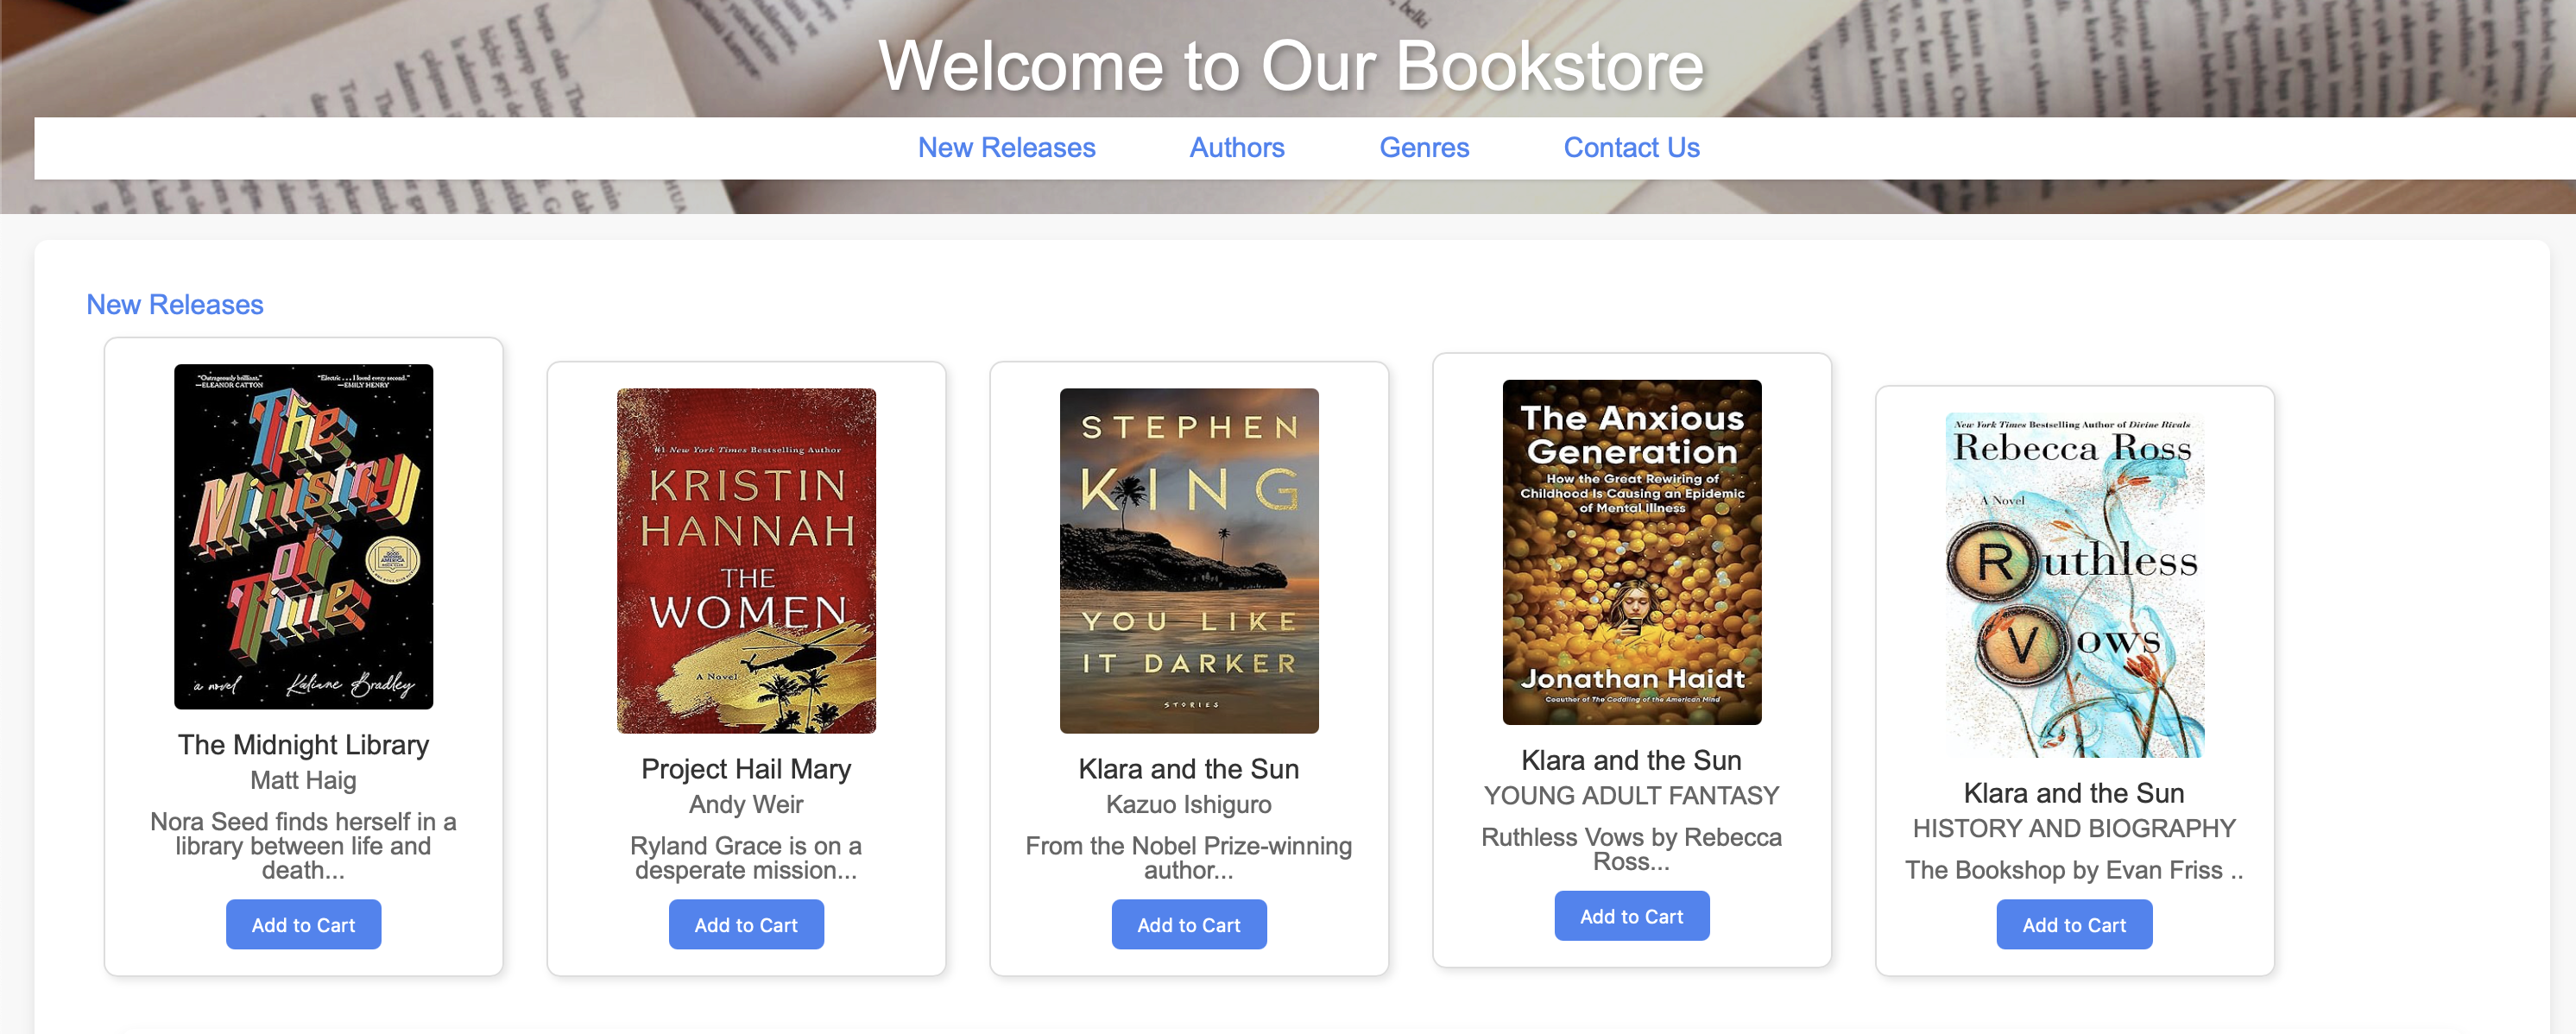 Welcome to Our Bookstore
New Releases Authors Genres Contact Us
New Releases
"Outrageously brilliant."
—ELEANOR CATTON
"Electric . . . I loved every second."
—EMILY HENRY
The
Ministry
of
Time
GOOD MORNING AMERICA BOOK CLUB
a novel
Kaliane Bradley
The Midnight Library
Matt Haig
Nora Seed finds herself in a
library between life and
death...
Add to Cart
#1 New York Times Bestselling Author
KRISTIN
HANNAH
THE
WOMEN
A Novel
Project Hail Mary
Andy Weir
Ryland Grace is on a
desperate mission...
Add to Cart
STEPHEN
KING
YOU LIKE
IT DARKER
STORIES
Klara and the Sun
Kazuo Ishiguro
From the Nobel Prize-winning
author...
Add to Cart
The Anxious
Generation
How the Great Rewiring of
Childhood Is Causing an Epidemic
of Mental Illness
Jonathan Haidt
Coauthor of The Coddling of the American Mind
Klara and the Sun
YOUNG ADULT FANTASY
Ruthless Vows by Rebecca
Ross...
Add to Cart
New York Times Bestselling Author of Divine Rivals
Rebecca Ross
A Novel
Ruthless
Vows
Klara and the Sun
HISTORY AND BIOGRAPHY
The Bookshop by Evan Friss ..
Add to Cart